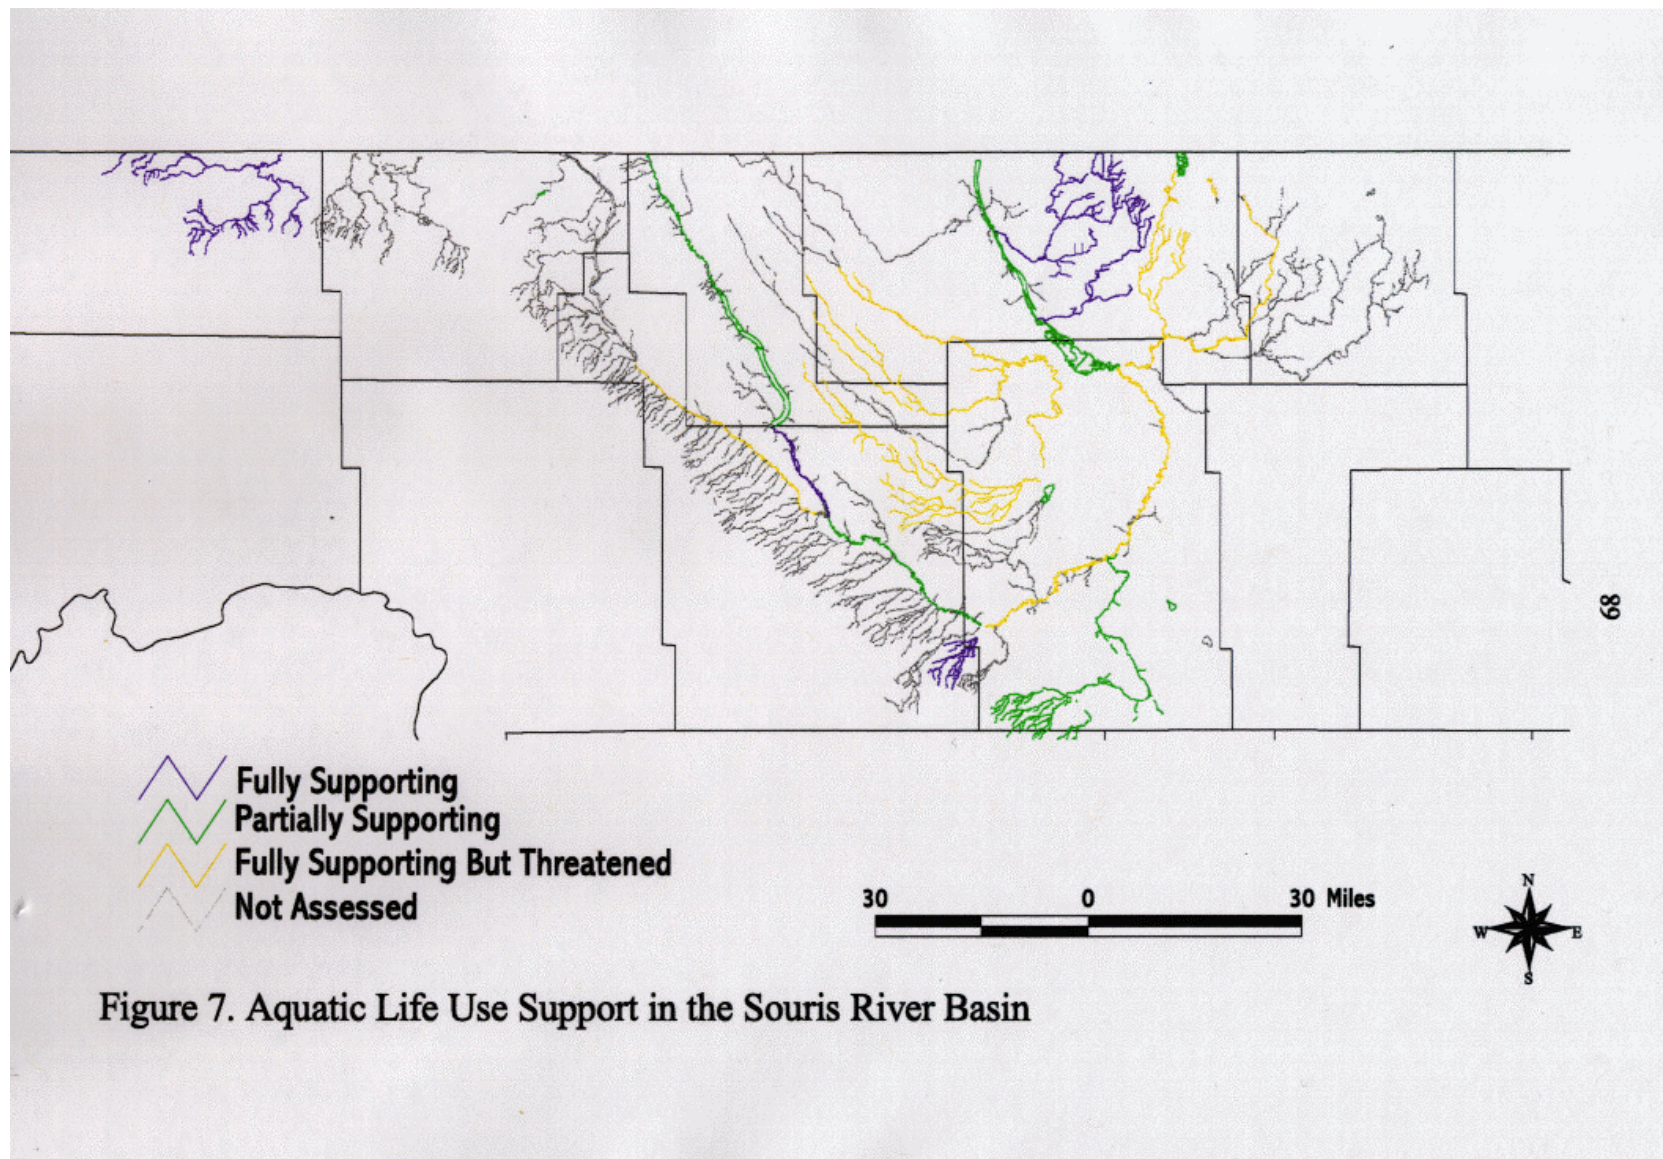 68
Fully Supporting
Partially Supporting
Fully Supporting But Threatened
Not Assessed
30 0 30 Miles
N
W E
S
Figure 7. Aquatic Life Use Support in the Souris River Basin